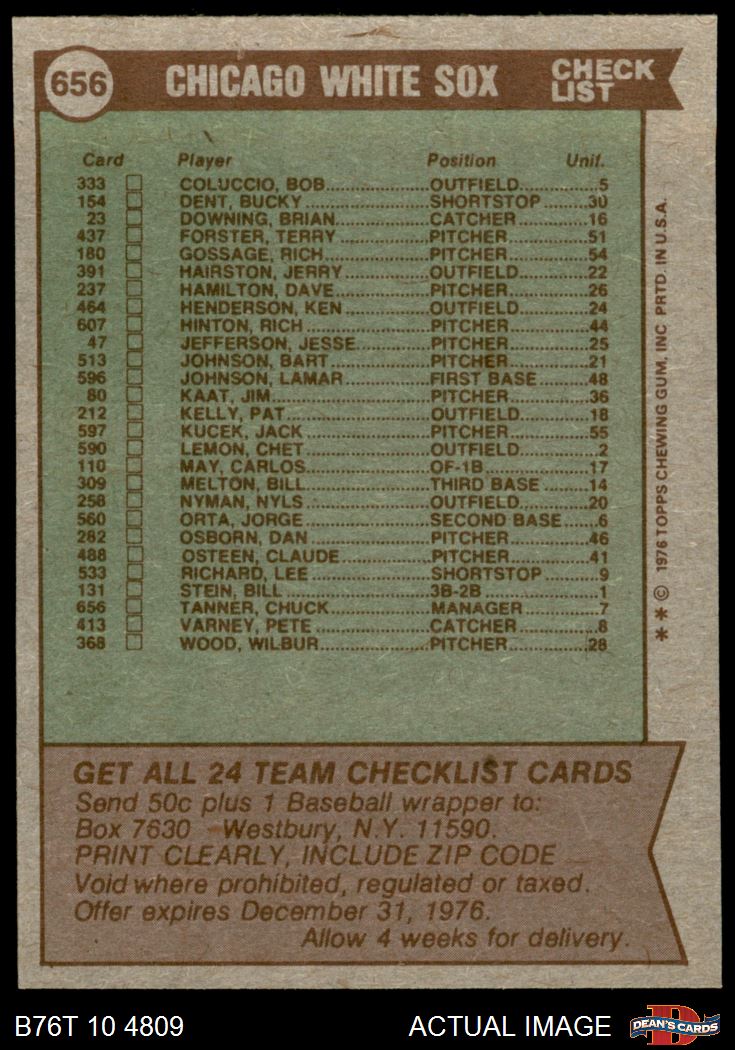 656 CHICAGO WHITE SOX CHECK LIST
Card Player Position Unif.
333 COLUCCIO, BOB OUTFIELD 5
154 DENT, BUCKY SHORTSTOP 30
23 DOWNING, BRIAN CATCHER 16
437 FORSTER, TERRY PITCHER 51
180 GOSSAGE, RICH PITCHER 54
391 HAIRSTON, JERRY OUTFIELD 22
237 HAMILTON, DAVE PITCHER 26
464 HENDERSON, KEN OUTFIELD 24
607 HINTON, RICH PITCHER 44
47 JEFFERSON, JESSE PITCHER 25
513 JOHNSON, BART PITCHER 21
596 JOHNSON, LAMAR FIRST BASE 48
80 KAAT, JIM PITCHER 36
212 KELLY, PAT OUTFIELD 18
597 KUCEK, JACK PITCHER 55
590 LEMON, CHET OUTFIELD 2
110 MAY, CARLOS OF-1B 17
309 MELTON, BILL THIRD BASE 14
258 NYMAN, NYLS OUTFIELD 20
560 ORTA, JORGE SECOND BASE 6
282 OSBORN, DAN PITCHER 46
488 OSTEEN, CLAUDE PITCHER 41
533 RICHARD, LEE SHORTSTOP 9
131 STEIN, BILL 3B-2B 1
656 TANNER, CHUCK MANAGER 7
413 VARNEY, PETE CATCHER 8
368 WOOD, WILBUR PITCHER 28
* * © 1976 TOPPS CHEWING GUM, INC PRTD. IN U.S.A.
GET ALL 24 TEAM CHECKLIST CARDS
Send 50c plus 1 Baseball wrapper to:
Box 7630 Westbury, N.Y. 11590.
PRINT CLEARLY, INCLUDE ZIP CODE
Void where prohibited, regulated or taxed.
Offer expires December 31, 1976.
Allow 4 weeks for delivery.
B76T 10 4809 ACTUAL IMAGE D DEAN'S CARDS